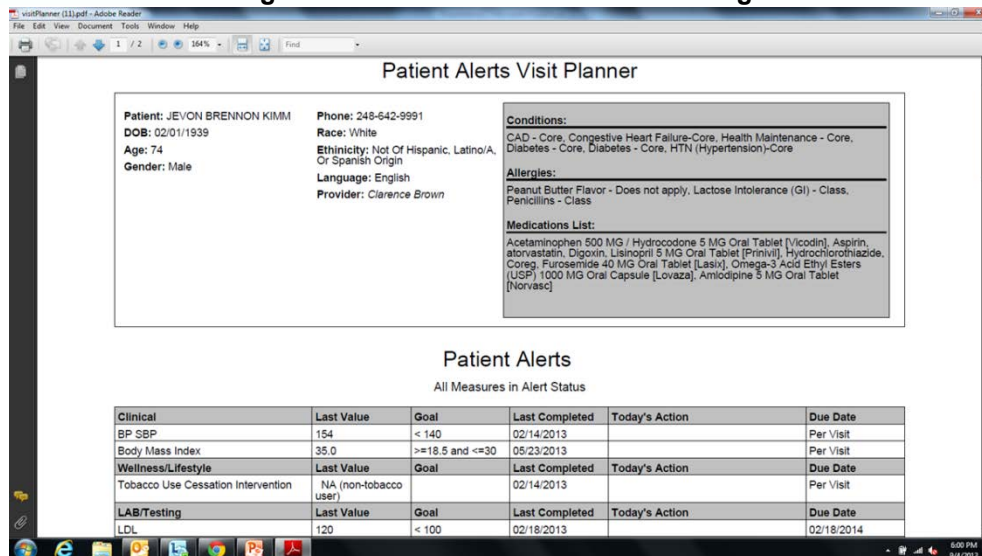 visitPlanner (11).pdf - Adobe Reader
File Edit View Document Tools Window Help
1 / 2 164% Find
Patient Alerts Visit Planner
Patient: JEVON BRENNON KIMM
DOB: 02/01/1939
Age: 74
Gender: Male
Phone: 248-642-9991
Race: White
Ethinicity: Not Of Hispanic, Latino/A,
Or Spanish Origin
Language: English
Provider: Clarence Brown
Conditions:
CAD - Core, Congestive Heart Failure-Core, Health Maintenance - Core,
Diabetes - Core, Diabetes - Core, HTN (Hypertension)-Core
Allergies:
Peanut Butter Flavor - Does not apply, Lactose Intolerance (GI) - Class,
Penicillins - Class
Medications List:
Acetaminophen 500 MG / Hydrocodone 5 MG Oral Tablet [Vicodin], Aspirin,
atorvastatin, Digoxin, Lisinopril 5 MG Oral Tablet [Prinivil], Hydrochlorothiazide,
Coreg, Furosemide 40 MG Oral Tablet [Lasix], Omega-3 Acid Ethyl Esters
(USP) 1000 MG Oral Capsule [Lovaza], Amlodipine 5 MG Oral Tablet
[Norvasc]
Patient Alerts
All Measures in Alert Status
Clinical Last Value Goal Last Completed Today's Action Due Date
BP SBP 154 < 140 02/14/2013 Per Visit
Body Mass Index 35.0 >=18.5 and <=30 05/23/2013 Per Visit
Wellness/Lifestyle Last Value Goal Last Completed Today's Action Due Date
Tobacco Use Cessation Intervention NA (non-tobacco 02/14/2013 Per Visit
user)
LAB/Testing Last Value Goal Last Completed Today's Action Due Date
LDL 120 < 100 02/18/2013 02/18/2014
6:00 PM
9/4/2013